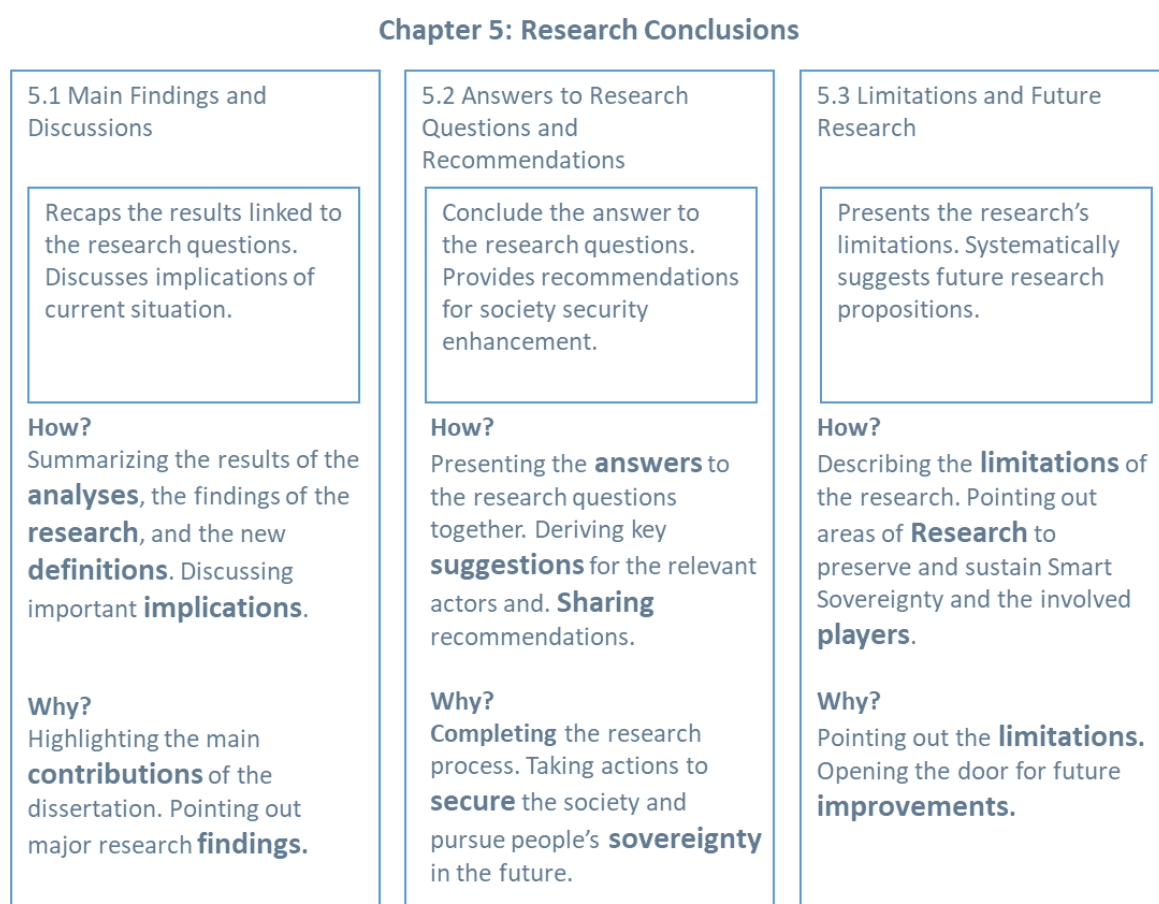 Chapter 5: Research Conclusions
5.1 Main Findings and
Discussions
Recaps the results linked to
the research questions.
Discusses implications of
current situation.
How?
Summarizing the results of the
analyses, the findings of the
research, and the new
definitions. Discussing
important implications.
Why?
Highlighting the main
contributions of the
dissertation. Pointing out
major research findings.
5.2 Answers to Research
Questions and
Recommendations
Conclude the answer to
the research questions.
Provides recommendations
for society security
enhancement.
How?
Presenting the answers to
the research questions
together. Deriving key
suggestions for the relevant
actors and. Sharing
recommendations.
Why?
Completing the research
process. Taking actions to
secure the society and
pursue people's sovereignty
in the future.
5.3 Limitations and Future
Research
Presents the research's
limitations. Systematically
suggests future research
propositions.
How?
Describing the limitations of
the research. Pointing out
areas of Research to
preserve and sustain Smart
Sovereignty and the involved
players.
Why?
Pointing out the limitations.
Opening the door for future
improvements.